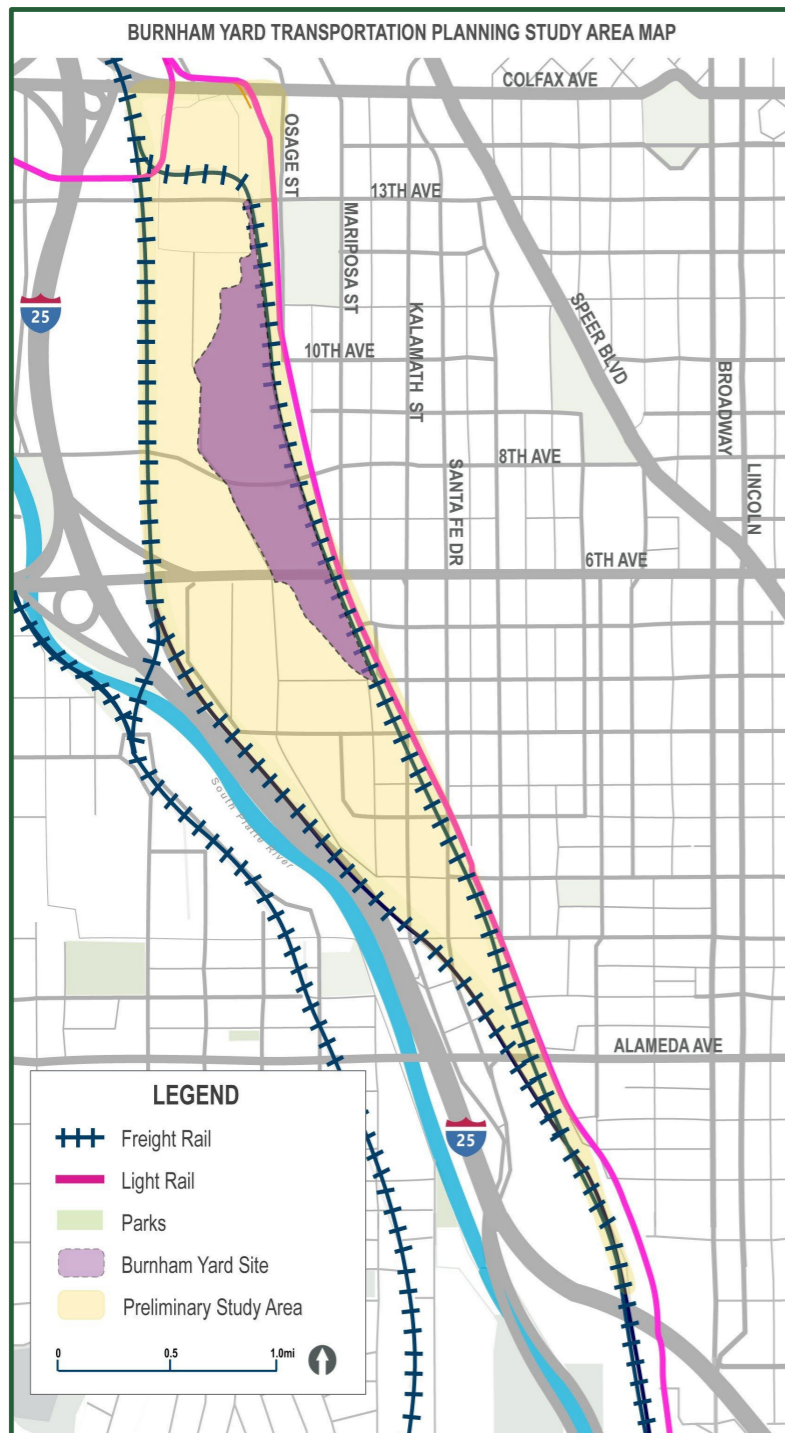 BURNHAM YARD TRANSPORTATION PLANNING STUDY AREA MAP
COLFAX AVE
OSAGE ST
13TH AVE
MARIPOSA ST
25
SPEER BLVD
KALAMATH ST
10TH AVE
BROADWAY
8TH AVE
SANTA FE DR
LINCOLN
6TH AVE
South Platte River
ALAMEDA AVE
LEGEND
Freight Rail
25
Light Rail
Parks
Burnham Yard Site
Preliminary Study Area
0 0.5 1.0mi